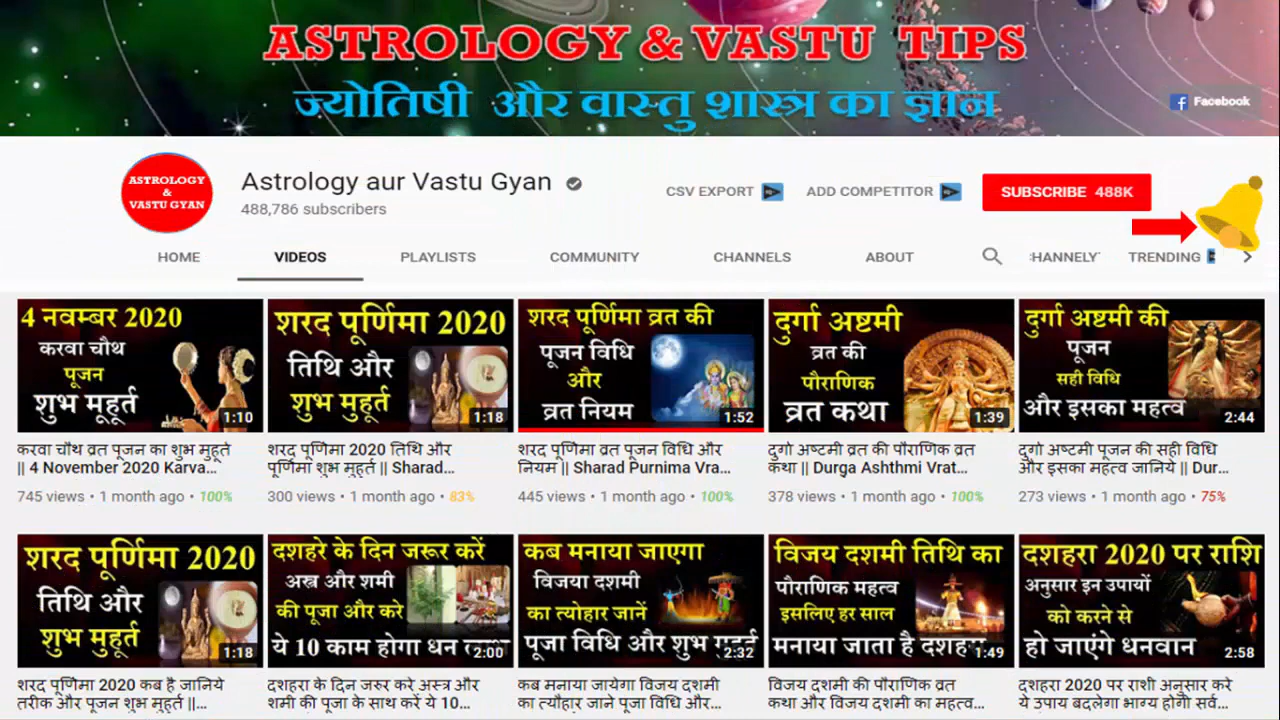 ASTROLOGY & VASTU TIPS
ज्योतिषी और वास्तु शास्त्र का ज्ञान
Facebook
ASTROLOGY
&
VASTU GYAN
Astrology aur Vastu Gyan
488,786 subscribers
CSV EXPORT
ADD COMPETITOR
SUBSCRIBE 488K
HOME
VIDEOS
PLAYLISTS
COMMUNITY
CHANNELS
ABOUT
CHANNELY
TRENDING
4 नवम्बर 2020
करवा चौथ
पूजन
शुभ मुहूर्त
1:10
शरद पूर्णिमा 2020
तिथि और
शुभ मुहूर्त
1:18
शरद पूर्णिमा व्रत की
पूजन विधि
और
व्रत नियम
1:52
दुर्गा अष्टमी
व्रत की
पौराणिक
व्रत कथा
1:39
दुर्गा अष्टमी की
पूजन
सही विधि
और इसका महत्व
2:44
करवा चौथ व्रत पूजन का शुभ मुहूर्त
|| 4 November 2020 Karva...
745 views • 1 month ago • 100%
शरद पूर्णिमा 2020 तिथि और
पूर्णिमा शुभ मुहूर्त || Sharad...
300 views • 1 month ago • 83%
शरद पूर्णिमा व्रत पूजन विधि और
नियम || Sharad Purnima Vra...
445 views • 1 month ago • 100%
दुर्गा अष्टमी व्रत की पौराणिक व्रत
कथा || Durga Ashthmi Vrat...
378 views • 1 month ago • 100%
दुर्गा अष्टमी पूजन की सही विधि
और इसका महत्व जानिये || Dur...
273 views • 1 month ago • 75%
शरद पूर्णिमा 2020
तिथि और
शुभ मुहूर्त
1:18
दशहरे के दिन जरूर करें
अस्त्र और शमी
की पूजा और करे
ये 10 काम होगा धन
2:00
कब मनाया जाएगा
विजया दशमी
का त्योहार जानें
पूजा विधि और शुभ मुहूर्त
2:32
विजय दशमी तिथि का
पौराणिक महत्व
इसलिए हर साल
मनाया जाता है
1:49
दशहरा 2020 पर राशि
अनुसार इन उपायों
को करने से
हो जाएंगे धनवान
2:58
शरद पूर्णिमा 2020 कब है जानिये
तरीक और पूजन शुभ मुहूर्त ||...
दशहरा के दिन जरुर करे अस्त्र और
शमी की पूजा के साथ करें ये 10...
कब मनाया जायेगा विजय दशमी
का त्यौहार जाने पूजा विधि और...
विजय दशमी की पौराणिक व्रत
कथा और विजय दशमी का महत्व...
दशहरा 2020 पर राशी अनुसार करे
ये उपाय बदलेगा भाग्य होगी सर्व...